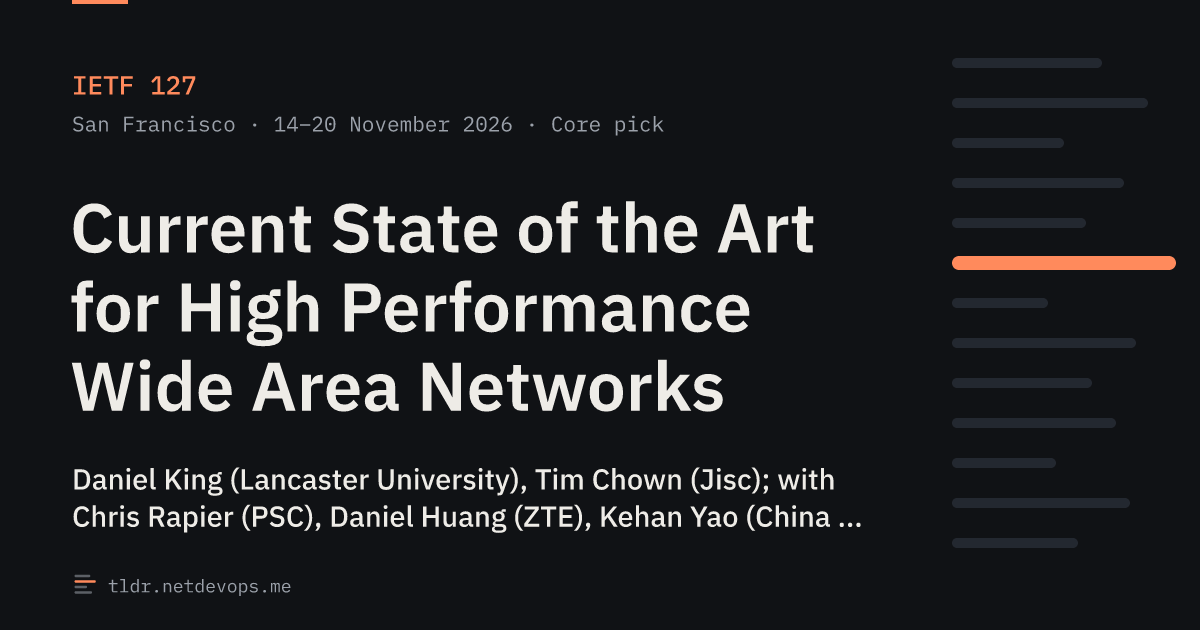 IETF 127
San Francisco · 14–20 November 2026 · Core pick
Current State of the Art
for High Performance
Wide Area Networks
Daniel King (Lancaster University), Tim Chown (Jisc); with
Chris Rapier (PSC), Daniel Huang (ZTE), Kehan Yao (China ...
tldr.netdevops.me